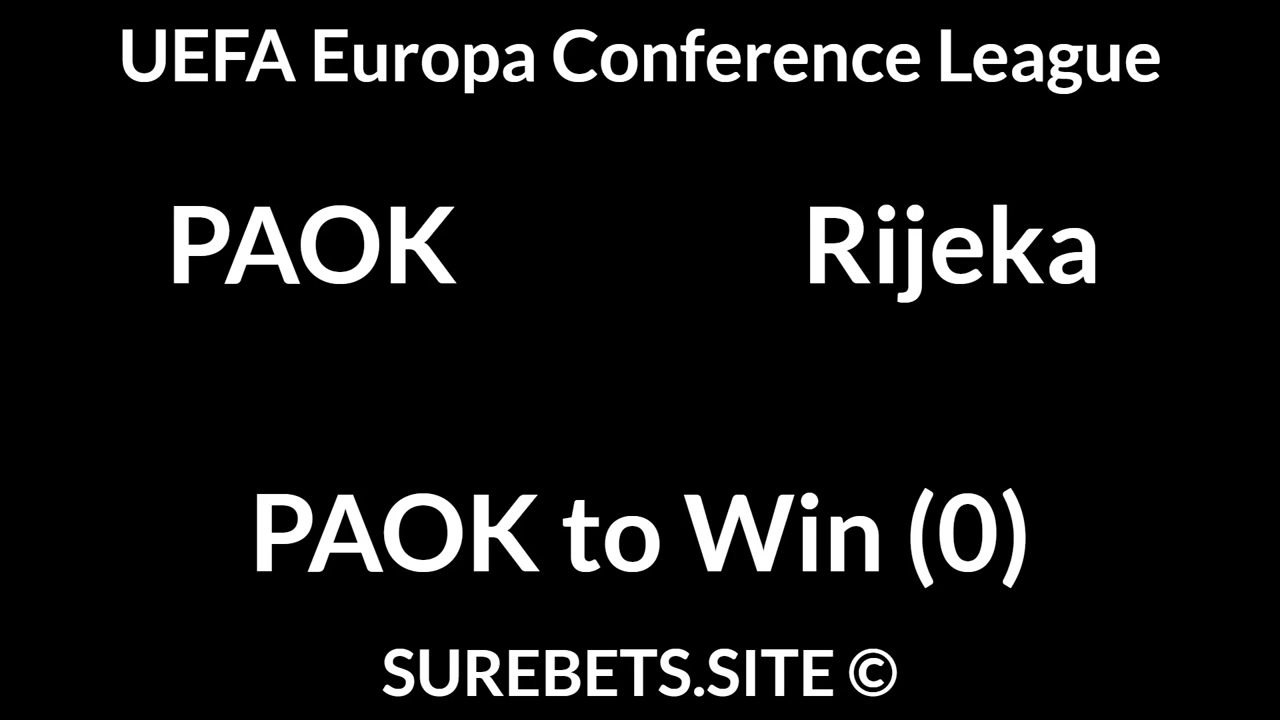 UEFA Europa Conference League
PAOK Rijeka
PAOK to Win (0)
SUREBETS.SITE ©